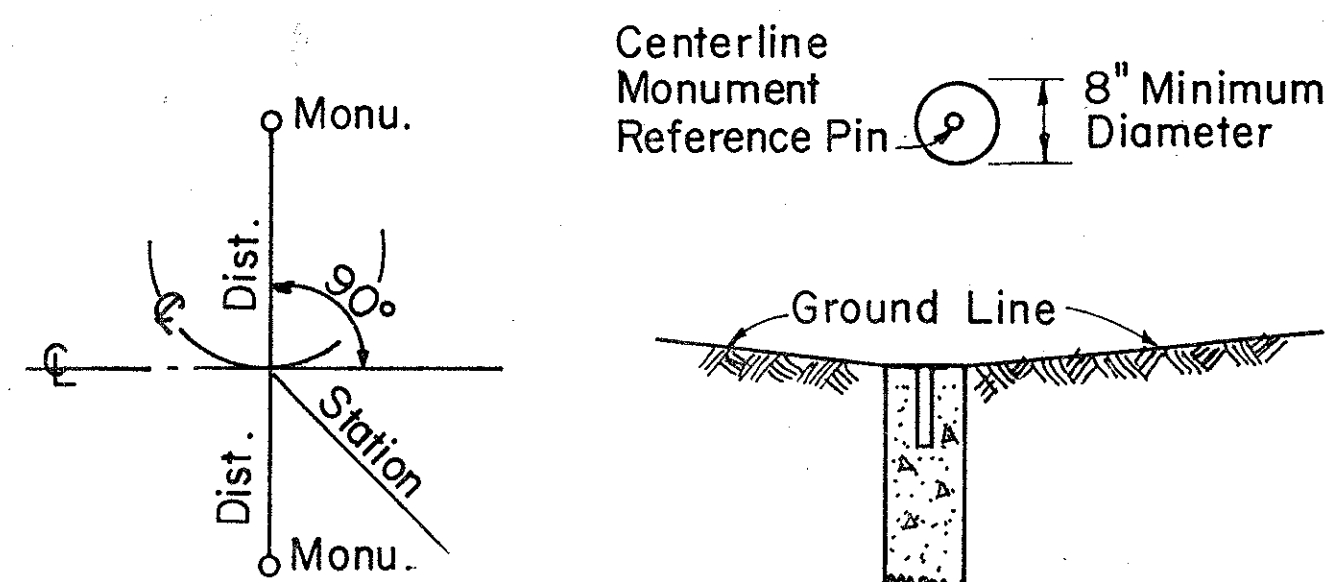 Monu.
Dist.
90°
℄
℄
Station
Dist.
Monu.
Centerline
Monument
Reference Pin
8" Minimum
Diameter
Ground Line